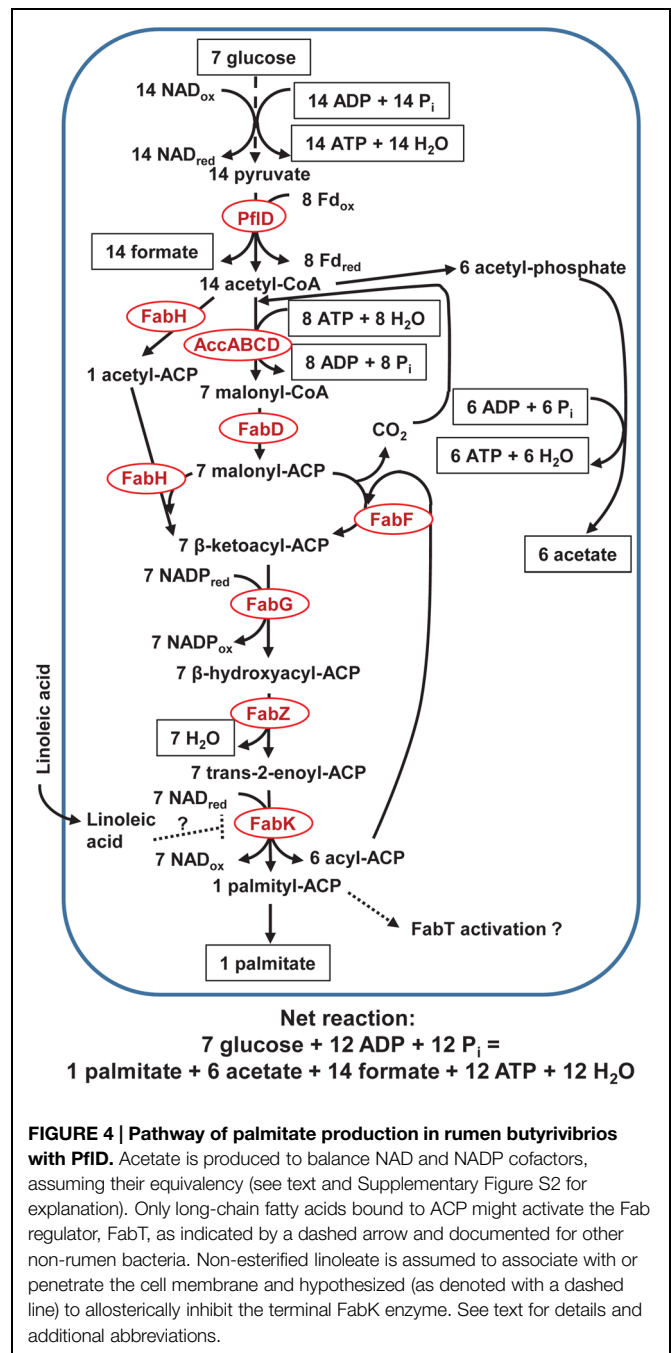 7 glucose
14 NADox
14 ADP + 14 Pi
14 NADred
14 ATP + 14 H2O
14 pyruvate
8 Fdox
PflD
14 formate
8 Fdred
14 acetyl-CoA
6 acetyl-phosphate
FabH
8 ATP + 8 H2O
AccABCD
1 acetyl-ACP
8 ADP + 8 Pi
7 malonyl-CoA
6 ADP + 6 Pi
FabD
CO2
6 ATP + 6 H2O
7 malonyl-ACP
FabH
FabF
7 β-ketoacyl-ACP
6 acetate
7 NADPred
FabG
7 NADPox
7 β-hydroxyacyl-ACP
FabZ
7 H2O
Linoleic acid
7 trans-2-enoyl-ACP
7 NADred
Linoleic
acid
?
FabK
7 NADox
6 acyl-ACP
1 palmityl-ACP
FabT activation ?
1 palmitate
Net reaction:
7 glucose + 12 ADP + 12 Pi =
1 palmitate + 6 acetate + 14 formate + 12 ATP + 12 H2O
FIGURE 4 | Pathway of palmitate production in rumen butyrivibrios
with PflD. Acetate is produced to balance NAD and NADP cofactors,
assuming their equivalency (see text and Supplementary Figure S2 for
explanation). Only long-chain fatty acids bound to ACP might activate the Fab
regulator, FabT, as indicated by a dashed arrow and documented for other
non-rumen bacteria. Non-esterified linoleate is assumed to associate with or
penetrate the cell membrane and hypothesized (as denoted with a dashed
line) to allosterically inhibit the terminal FabK enzyme. See text for details and
additional abbreviations.